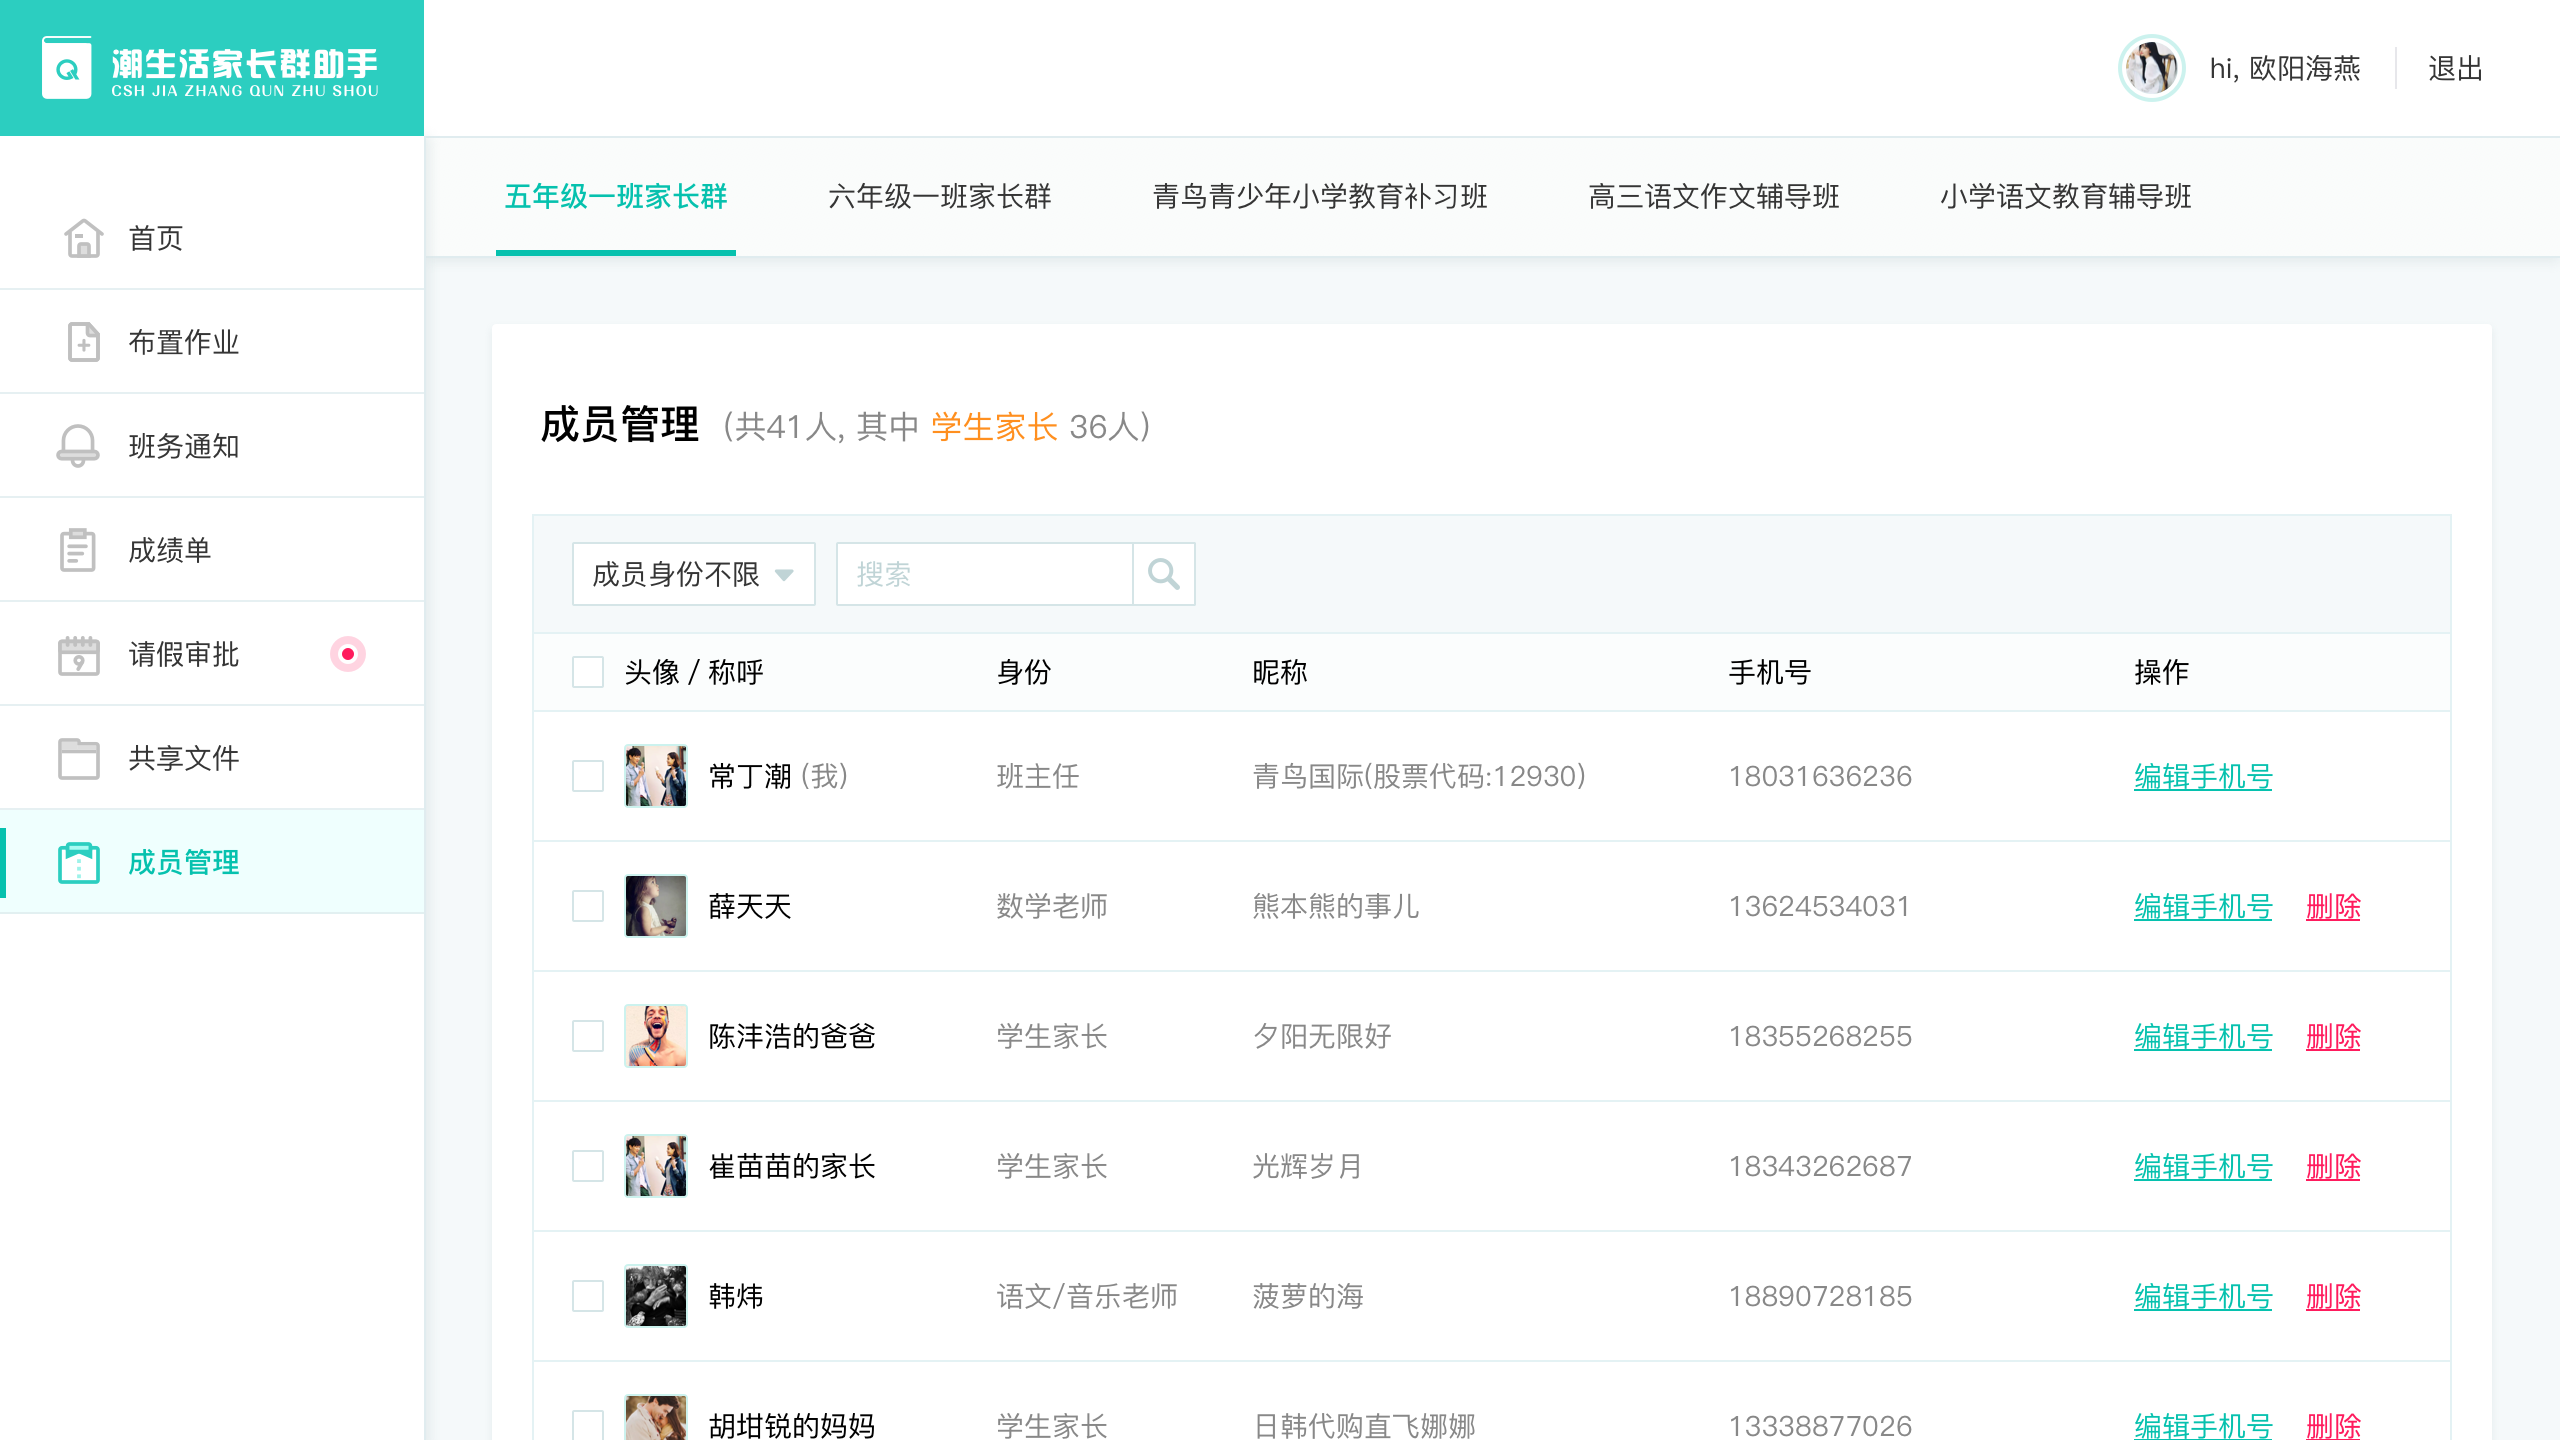 潮生活家长群助手
CSH JIA ZHANG QUN ZHU SHOU
hi, 欧阳海燕 退出
五年级一班家长群 六年级一班家长群 青鸟青少年小学教育补习班 高三语文作文辅导班 小学语文教育辅导班
首页
布置作业
班务通知
成绩单
请假审批
共享文件
成员管理
成员管理 (共41人, 其中 学生家长 36人)
成员身份不限 搜索
头像 / 称呼 身份 昵称 手机号 操作
常丁潮 (我) 班主任 青鸟国际(股票代码:12930) 18031636236 编辑手机号
薛天天 数学老师 熊本熊的事儿 13624534031 编辑手机号 删除
陈沣浩的爸爸 学生家长 夕阳无限好 18355268255 编辑手机号 删除
崔苗苗的家长 学生家长 光辉岁月 18343262687 编辑手机号 删除
韩炜 语文/音乐老师 菠萝的海 18890728185 编辑手机号 删除
胡坩锐的妈妈 学生家长 日韩代购直飞娜娜 13338877026 编辑手机号 删除